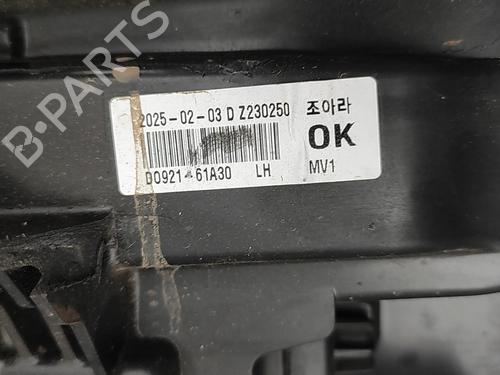 B-PARTS
2025-02-03 D Z230250 조아라
OK
D0921-61A30 LH MV1